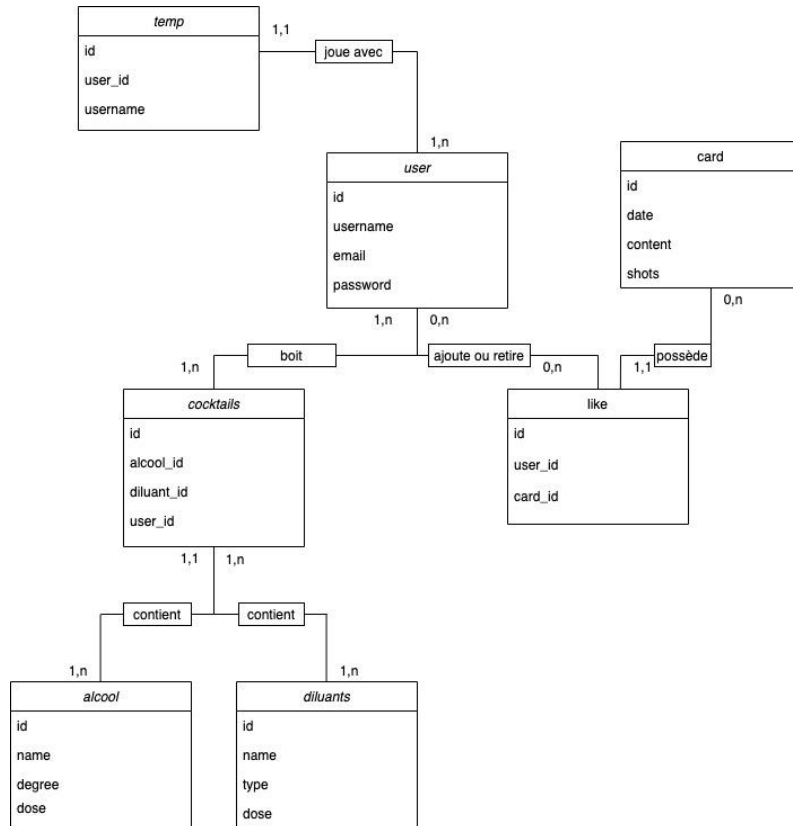 temp
id
user_id
username
1,1
joue avec
1,n
user
id
username
email
password
card
id
date
content
shots
1,n
0,n
0,n
boit
ajoute ou retire
possède
1,n
0,n
1,1
cocktails
id
alcool_id
diluant_id
user_id
like
id
user_id
card_id
1,1
1,n
contient
contient
1,n
1,n
alcool
id
name
degree
dose
diluants
id
name
type
dose